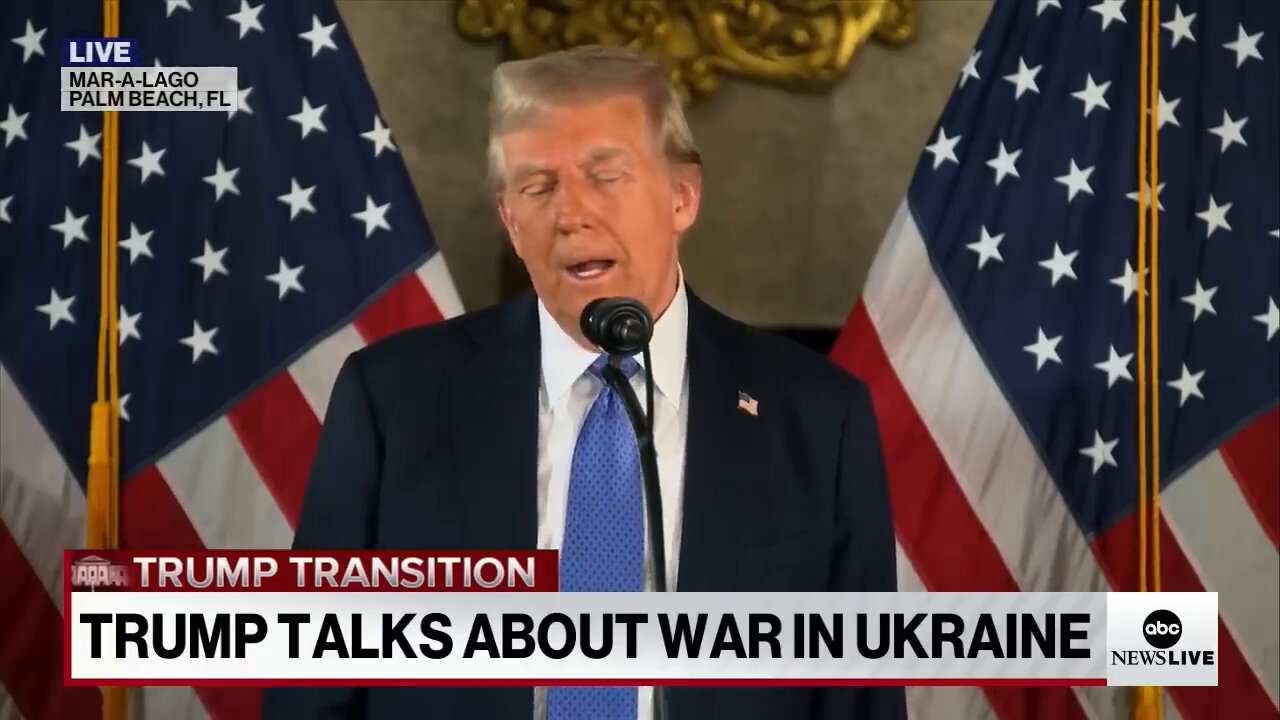 LIVE
MAR-A-LAGO
PALM BEACH, FL
TRUMP TRANSITION
TRUMP TALKS ABOUT WAR IN UKRAINE
abc
NEWS LIVE